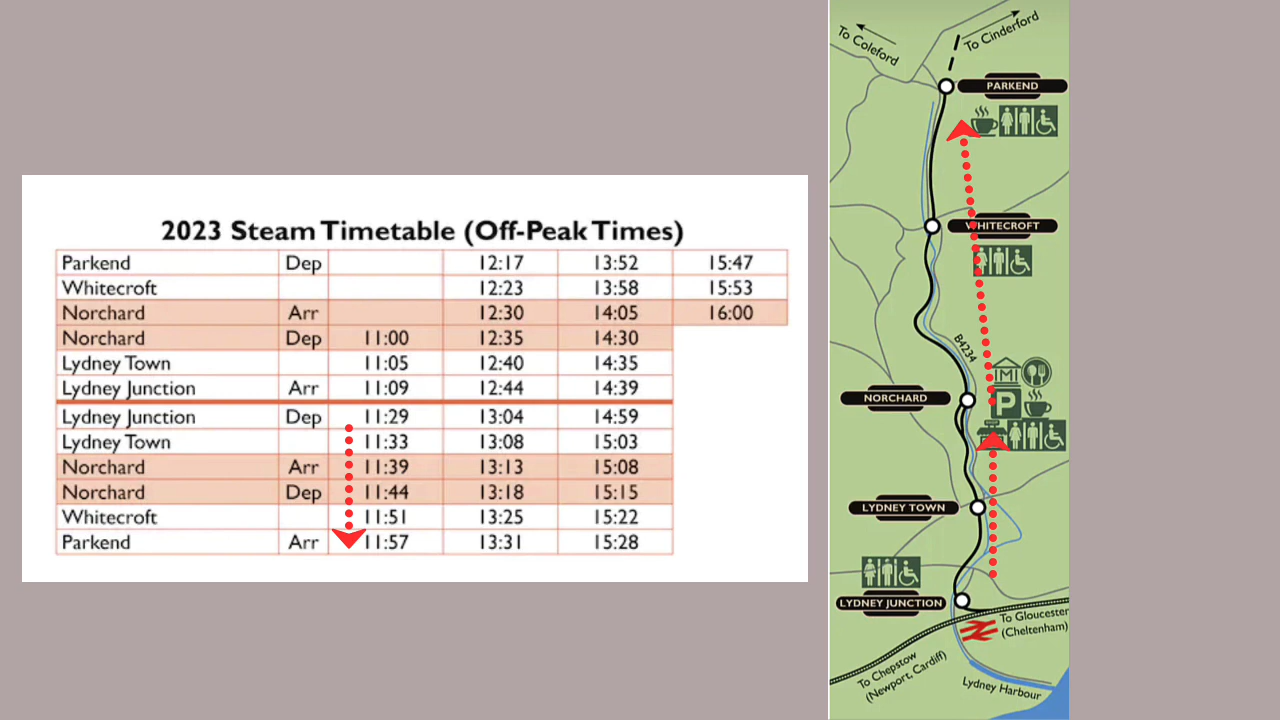 2023 Steam Timetable (Off-Peak Times)
Parkend Dep 12:17 13:52 15:47
Whitecroft 12:23 13:58 15:53
Norchard Arr 12:30 14:05 16:00
Norchard Dep 11:00 12:35 14:30
Lydney Town 11:05 12:40 14:35
Lydney Junction Arr 11:09 12:44 14:39
Lydney Junction Dep 11:29 13:04 14:59
Lydney Town 11:33 13:08 15:03
Norchard Arr 11:39 13:13 15:08
Norchard Dep 11:44 13:18 15:15
Whitecroft 11:51 13:25 15:22
Parkend Arr 11:57 13:31 15:28
To Coleford
To Cinderford
PARKEND
WHITECROFT
B4234
NORCHARD
P
LYDNEY TOWN
LYDNEY JUNCTION
To Gloucester
(Cheltenham)
To Chepstow
(Newport, Cardiff)
Lydney Harbour